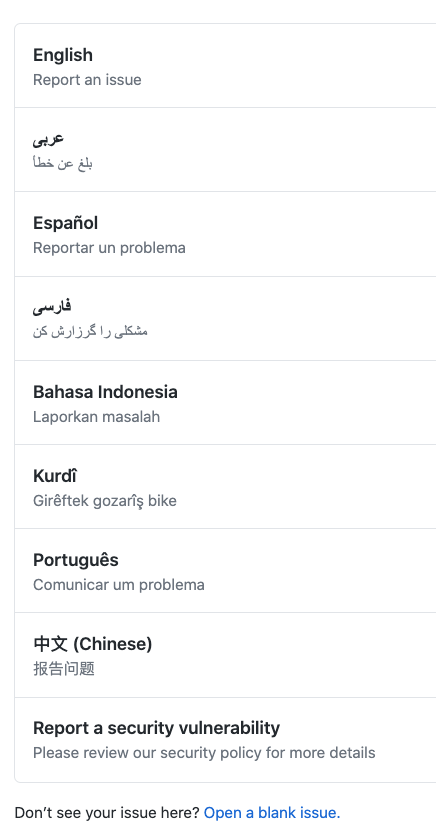 English
Report an issue
عربی
بلغ عن خطأ
Español
Reportar un problema
فارسی
مشکلی را گرزارش کن
Bahasa Indonesia
Laporkan masalah
Kurdî
Girêftek gozarîş bike
Português
Comunicar um problema
中文 (Chinese)
报告问题
Report a security vulnerability
Please review our security policy for more details
Don’t see your issue here? Open a blank issue.